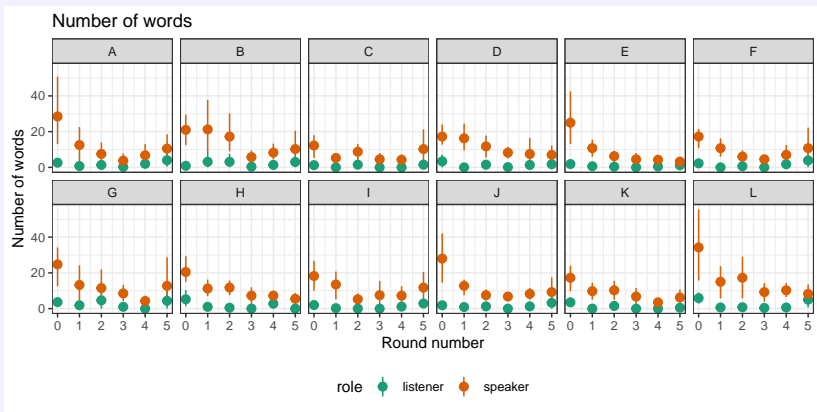 Number of words
A B C D E F
40
20
0
G H I J K L
40
20
0
0 1 2 3 4 5 0 1 2 3 4 5 0 1 2 3 4 5 0 1 2 3 4 5 0 1 2 3 4 5 0 1 2 3 4 5
Number of words
Round number
role listener speaker